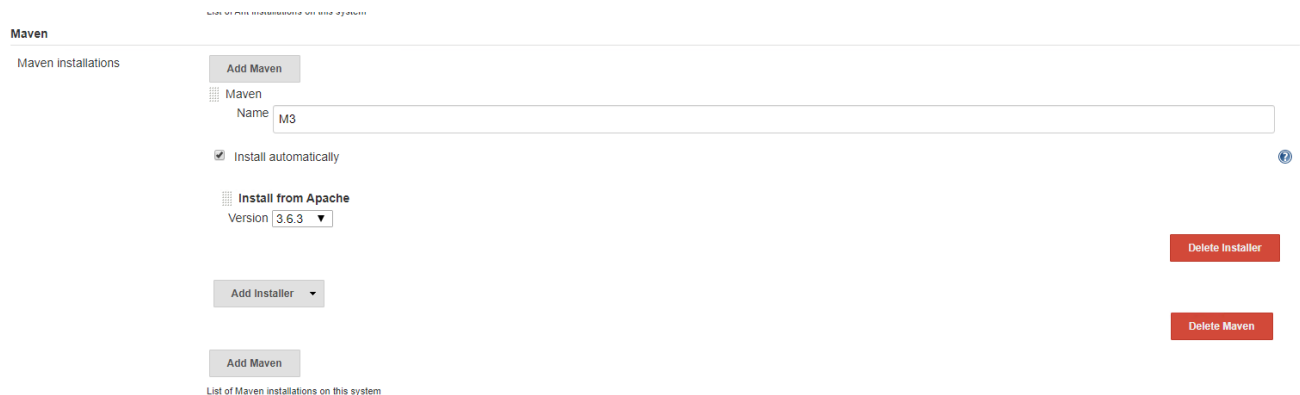 List of Ant installations on this system
Maven
Maven installations
Add Maven
Maven
Name M3
Install automatically
Install from Apache
Version 3.6.3
Delete Installer
Add Installer
Delete Maven
Add Maven
List of Maven installations on this system